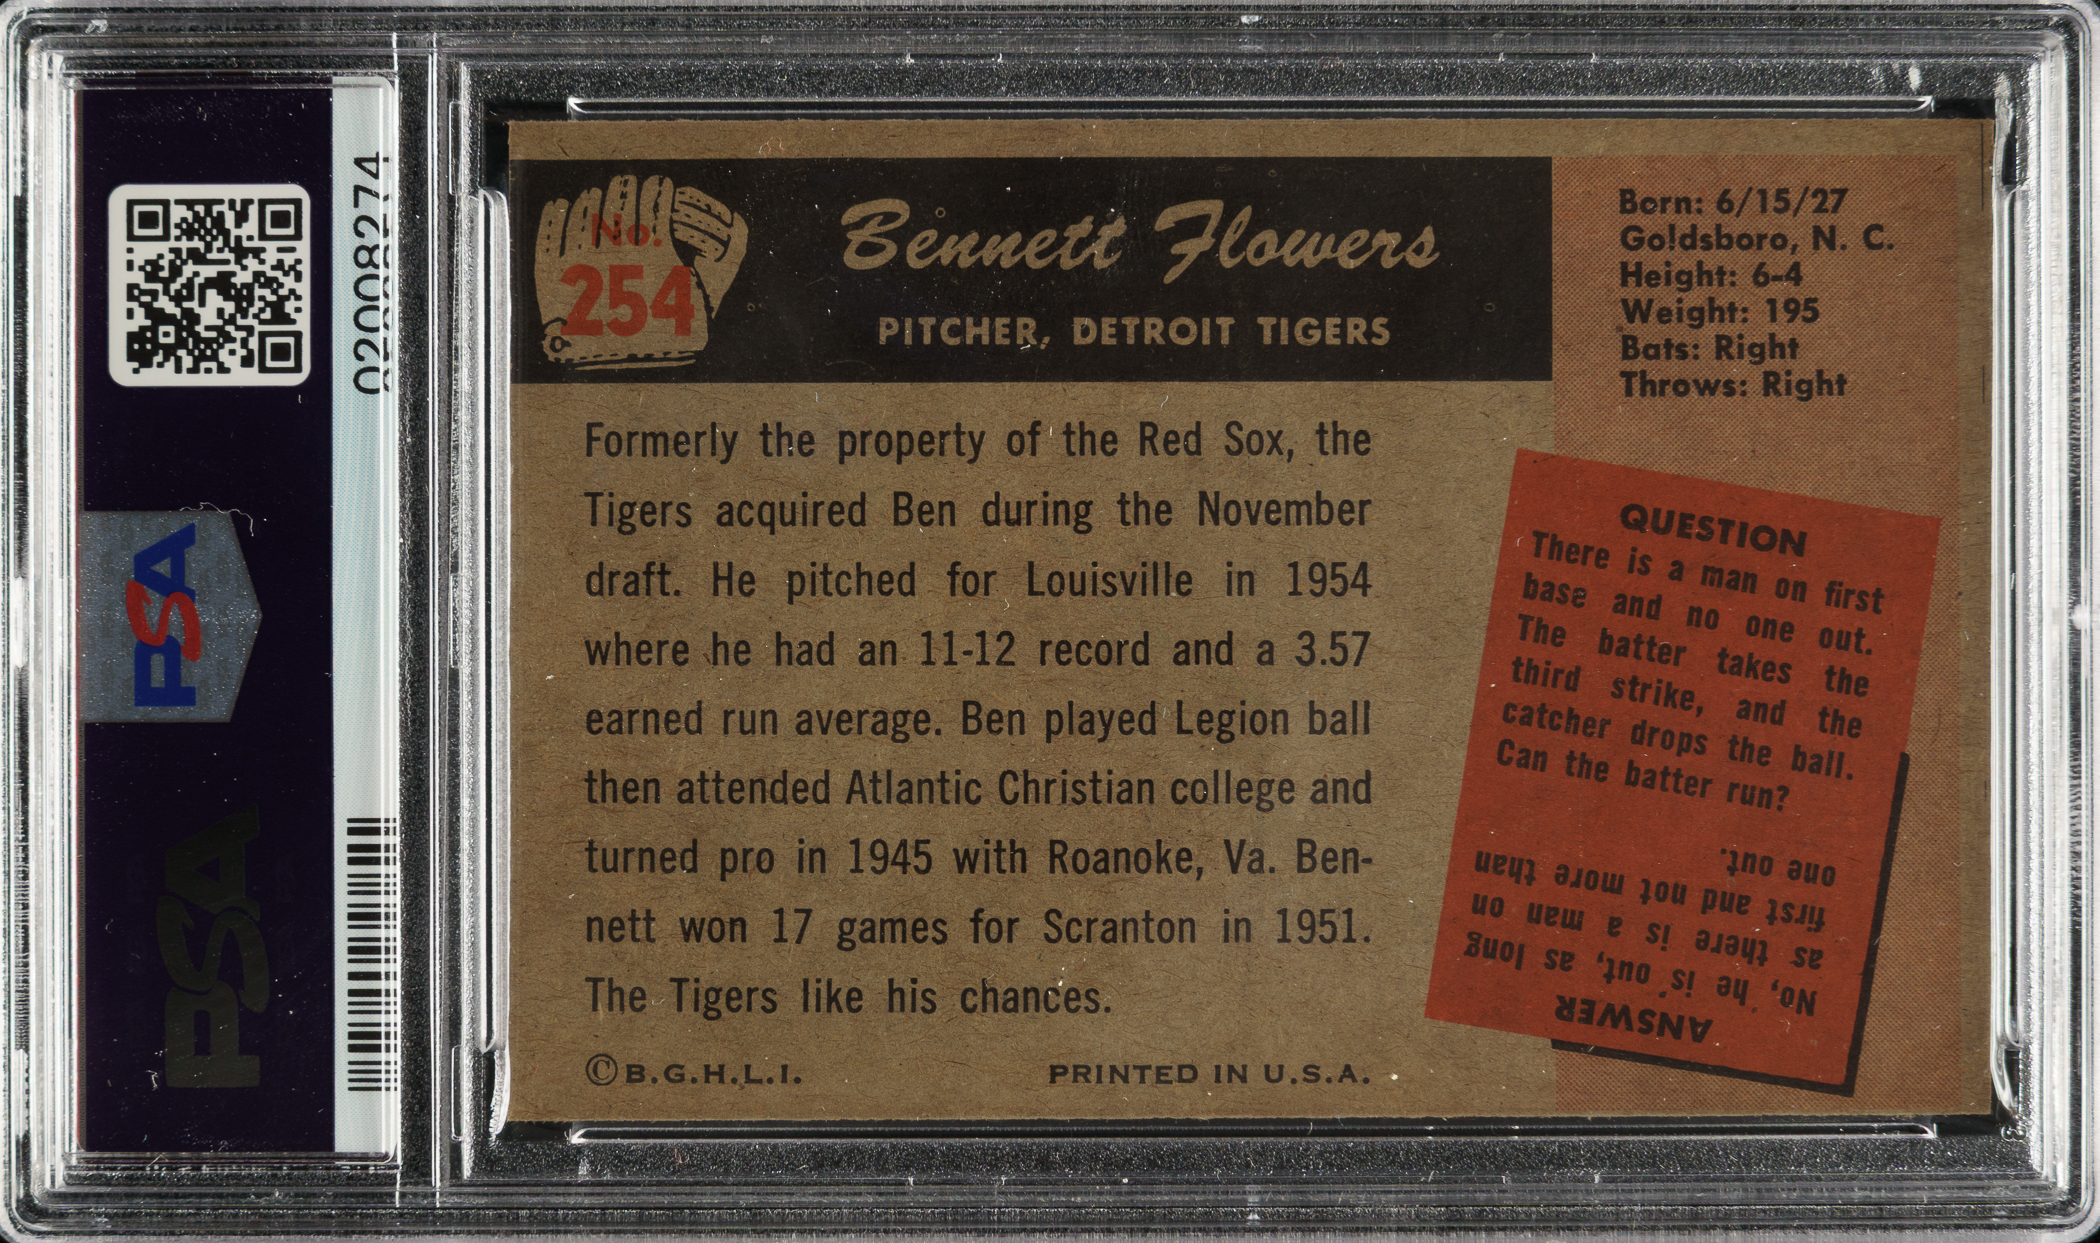 02008274
PSA
PSA
No.
254
Bennett Flowers
PITCHER, DETROIT TIGERS
Born: 6/15/27
Goldsboro, N. C.
Height: 6-4
Weight: 195
Bats: Right
Throws: Right
Formerly the property of the Red Sox, the
Tigers acquired Ben during the November
draft. He pitched for Louisville in 1954
where he had an 11-12 record and a 3.57
earned run average. Ben played Legion ball
then attended Atlantic Christian college and
turned pro in 1945 with Roanoke, Va. Ben-
nett won 17 games for Scranton in 1951.
The Tigers like his chances.
©B.G.H.L.I.
PRINTED IN U.S.A.
QUESTION
There is a man on first
base and no one out.
The batter takes the
third strike, and the
catcher drops the ball.
Can the batter run?
ANSWER
No, he is out, as long
as there is a man on
first and not more than
one out.